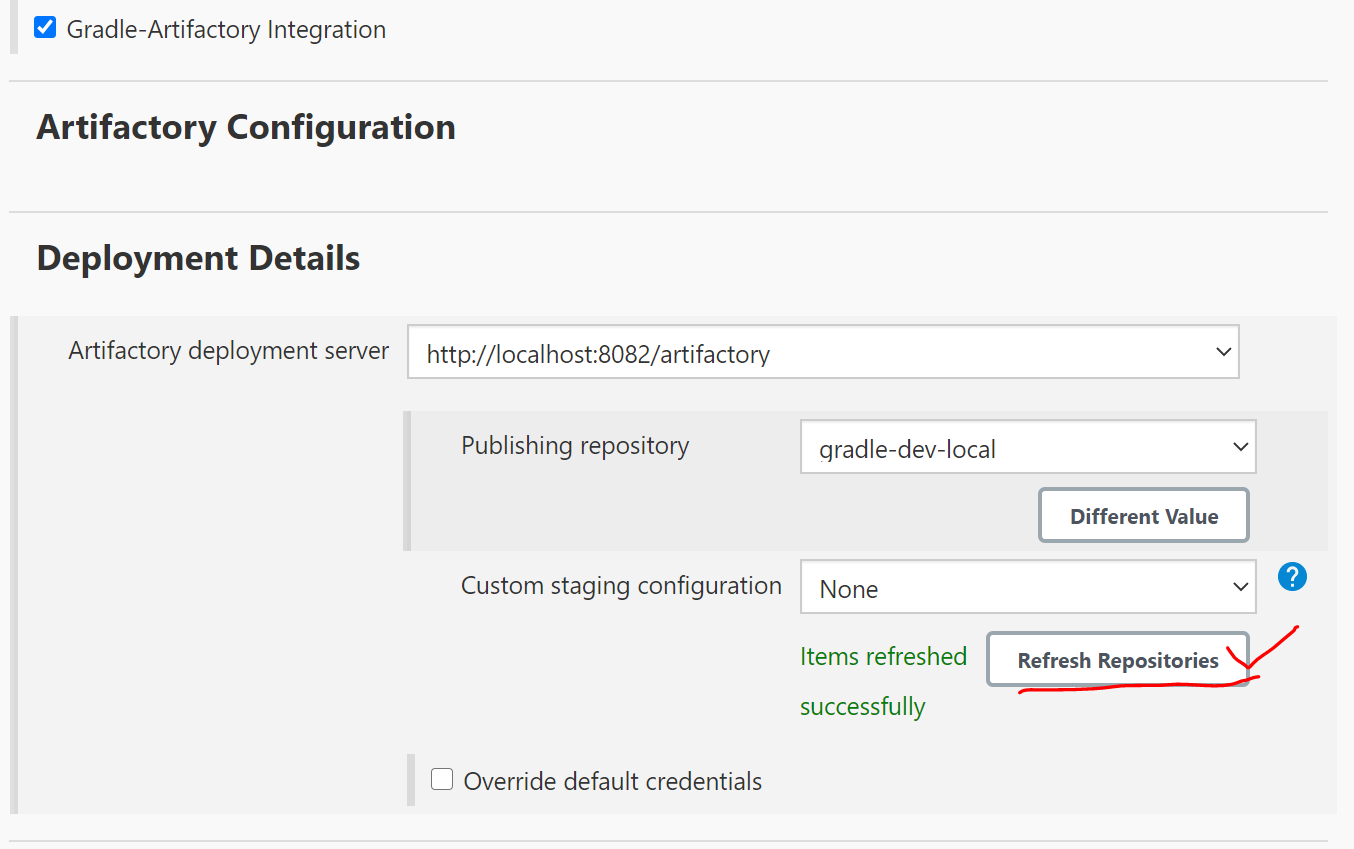 Gradle-Artifactory Integration
Artifactory Configuration
Deployment Details
Artifactory deployment server
http://localhost:8082/artifactory
Publishing repository
gradle-dev-local
Different Value
Custom staging configuration
None
?
Items refreshed
successfully
Refresh Repositories
Override default credentials